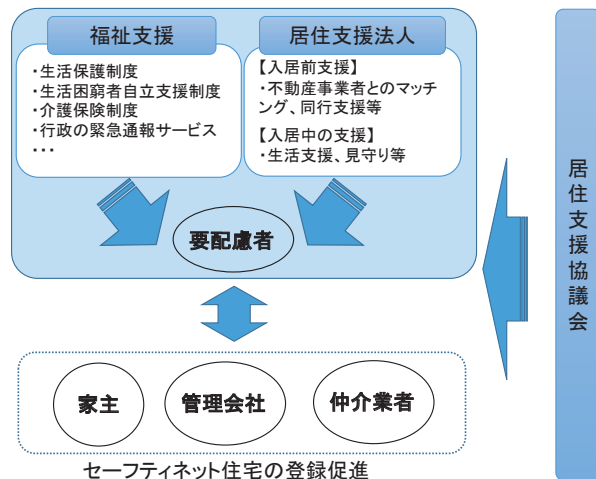 福祉支援
・生活保護制度
・生活困窮者自立支援制度
・介護保険制度
・行政の緊急通報サービス
・・・
居住支援法人
【入居前支援】
・不動産事業者とのマッチ
ング、同行支援等
【入居中の支援】
・生活支援、見守り等
要配慮者
居住支援協議会
家主
管理会社
仲介業者
セーフティネット住宅の登録促進